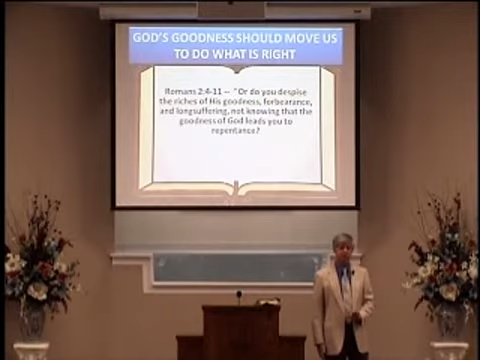 GOD'S GOODNESS SHOULD MOVE US
TO DO WHAT IS RIGHT
Romans 2:4-11 – "Or do you despise
the riches of His goodness, forbearance,
and longsuffering, not knowing that the
goodness of God leads you to
repentance?